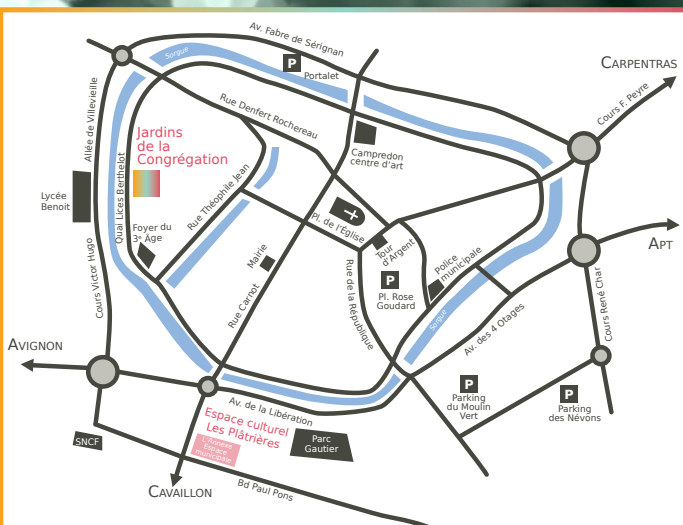 Av. Fabre de Sérignan
Sorgue
P
Portalet
CARPENTRAS
Cours F. Peyre
Allée de Villevieille
Rue Denfert Rochereau
Jardins
de la
Congrégation
Campredon
centre d'art
Quai Lices Berthelot
Rue Théophile Jean
Lycée
Benoit
Foyer du
3e Âge
Pl. de l'Église
Tour
d'Argent
APT
Mairie
Police
municipale
Cours Victor Hugo
P
Pl. Rose
Goudard
Rue Carnot
Rue de la République
Sorgue
Av. des 4 Otages
Cours René Char
AVIGNON
P
Parking
du Moulin
Vert
P
Parking
des Névons
Av. de la Libération
Espace culturel
Les Plâtrières
L'Annexe
Espace
municipale
Parc
Gautier
SNCF
CAVAILLON
Bd Paul Pons